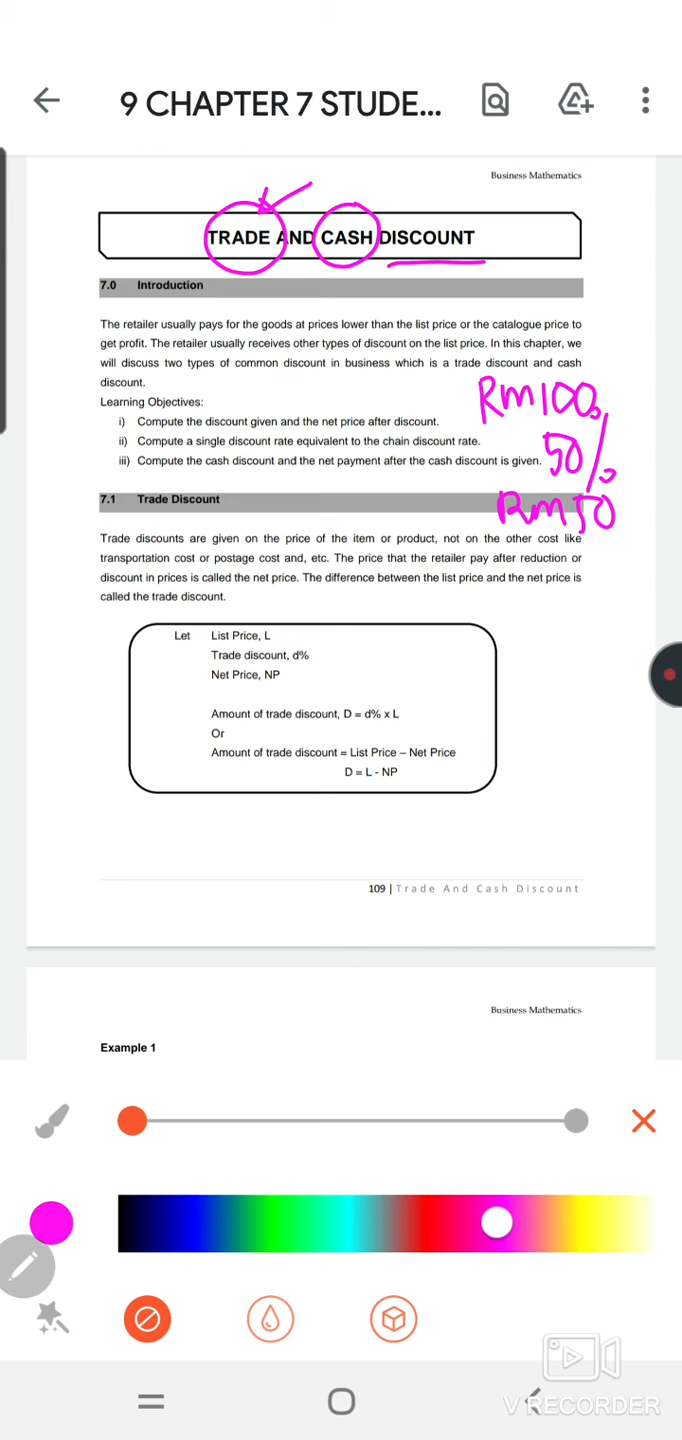 9 CHAPTER 7 STUDE...
Business Mathematics
TRADE AND CASH DISCOUNT
7.0 Introduction
The retailer usually pays for the goods at prices lower than the list price or the catalogue price to
get profit. The retailer usually receives other types of discount on the list price. In this chapter, we
will discuss two types of common discount in business which is a trade discount and cash
discount.
Learning Objectives:
i) Compute the discount given and the net price after discount.
ii) Compute a single discount rate equivalent to the chain discount rate.
iii) Compute the cash discount and the net payment after the cash discount is given.
Rm100
50%
Rm50
7.1 Trade Discount
Trade discounts are given on the price of the item or product, not on the other cost like
transportation cost or postage cost and, etc. The price that the retailer pay after reduction or
discount in prices is called the net price. The difference between the list price and the net price is
called the trade discount.
Let List Price, L
Trade discount, d%
Net Price, NP
Amount of trade discount, D = d% x L
Or
Amount of trade discount = List Price – Net Price
D = L - NP
109 | Trade And Cash Discount
Business Mathematics
Example 1
V RECORDER